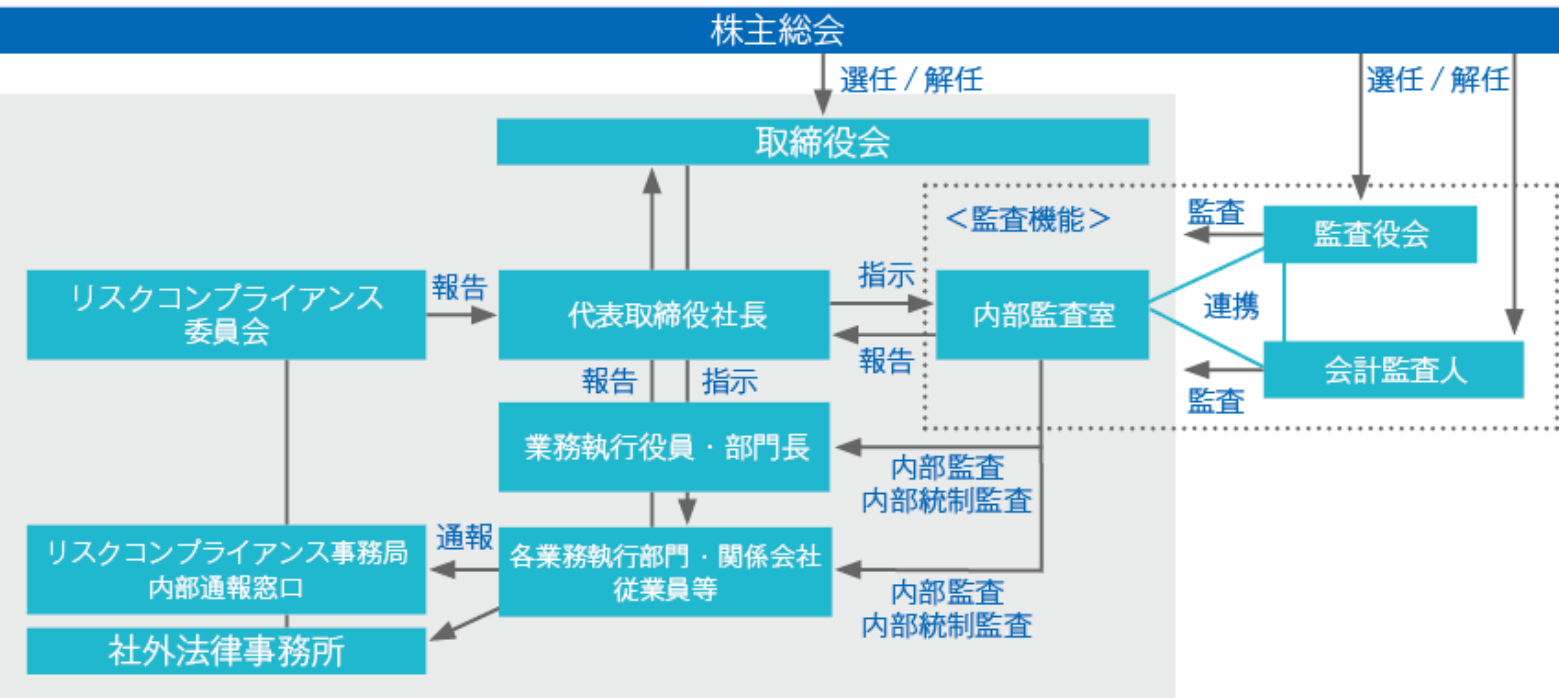 株主総会
選任 / 解任
選任 / 解任
取締役会
＜監査機能＞
監査
監査役会
リスクコンプライアンス
委員会
報告
代表取締役社長
指示
報告
内部監査室
連携
会計監査人
監査
報告
指示
業務執行役員・部門長
内部監査
内部統制監査
リスクコンプライアンス事務局
内部通報窓口
通報
各業務執行部門・関係会社
従業員等
内部監査
内部統制監査
社外法律事務所